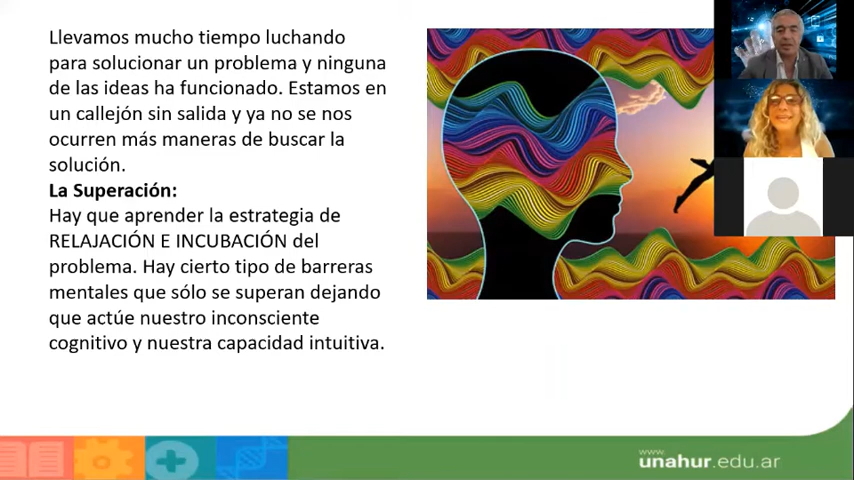 Llevamos mucho tiempo luchando
para solucionar un problema y ninguna
de las ideas ha funcionado. Estamos en
un callejón sin salida y ya no se nos
ocurren más maneras de buscar la
solución.
La Superación:
Hay que aprender la estrategia de
RELAJACIÓN E INCUBACIÓN del
problema. Hay cierto tipo de barreras
mentales que sólo se superan dejando
que actúe nuestro inconsciente
cognitivo y nuestra capacidad intuitiva.
www.
unahur.edu.ar